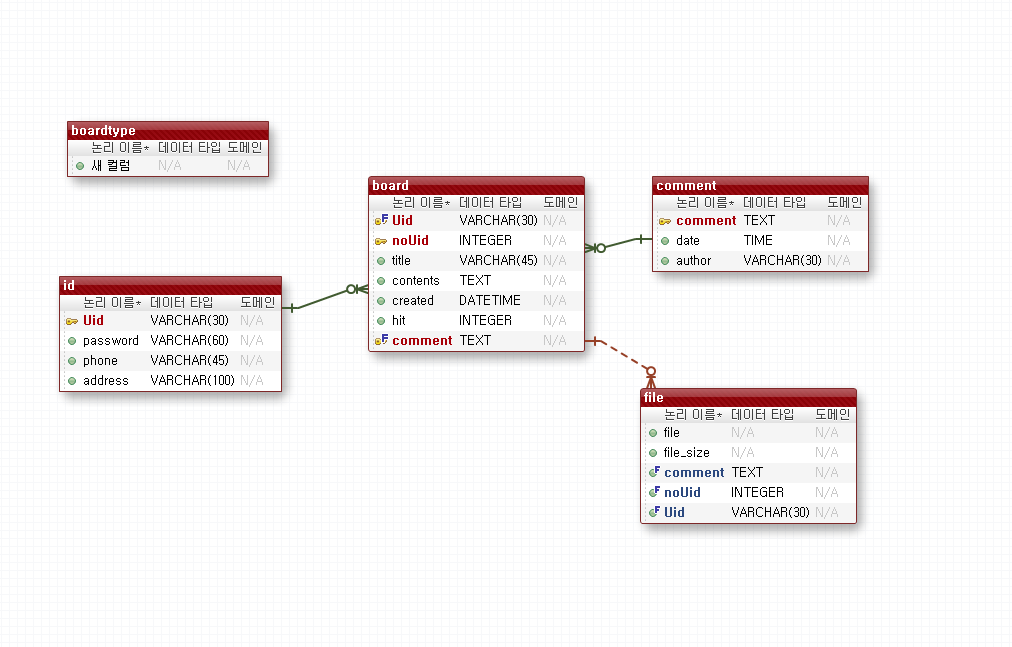 boardtype
논리 이름* 데이터 타입 도메인
새 컬럼 N/A N/A
id
논리 이름* 데이터 타입 도메인
Uid VARCHAR(30) N/A
password VARCHAR(60) N/A
phone VARCHAR(45) N/A
address VARCHAR(100) N/A
board
논리 이름* 데이터 타입 도메인
Uid VARCHAR(30) N/A
noUid INTEGER N/A
title VARCHAR(45) N/A
contents TEXT N/A
created DATETIME N/A
hit INTEGER N/A
comment TEXT N/A
comment
논리 이름* 데이터 타입 도메인
comment TEXT N/A
date TIME N/A
author VARCHAR(30) N/A
file
논리 이름* 데이터 타입 도메인
file N/A N/A
file_size N/A N/A
comment TEXT N/A
noUid INTEGER N/A
Uid VARCHAR(30) N/A